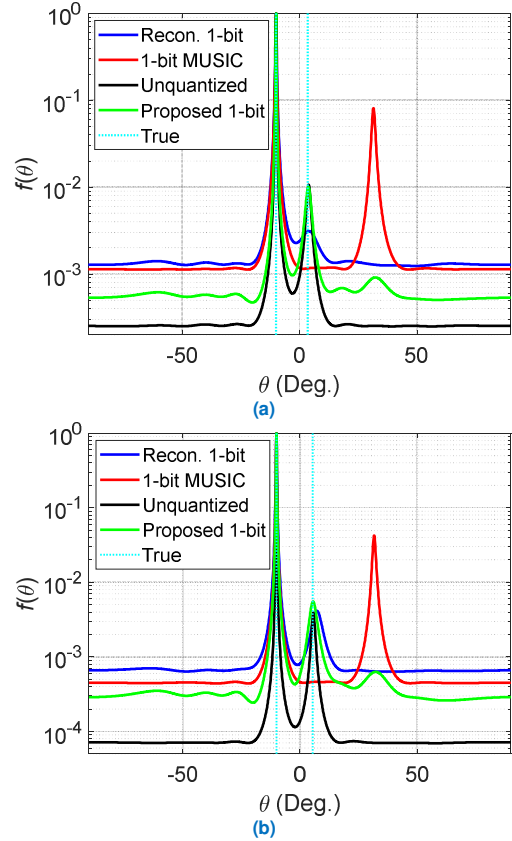 10^0
10^-1
10^-2
10^-3
f(θ)
Recon. 1-bit
1-bit MUSIC
Unquantized
Proposed 1-bit
True
-50 0 50
θ (Deg.)
(a)
10^0
10^-1
10^-2
10^-3
10^-4
f(θ)
Recon. 1-bit
1-bit MUSIC
Unquantized
Proposed 1-bit
True
-50 0 50
θ (Deg.)
(b)